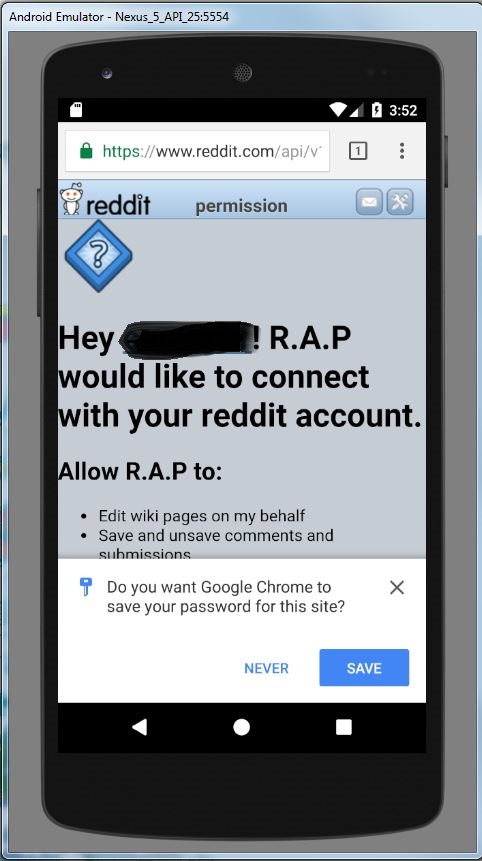 Android Emulator - Nexus_5_API_25:5554
3:52
https://www.reddit.com/api/v1
1
reddit permission
?
Hey ! R.A.P
would like to connect
with your reddit account.
Allow R.A.P to:
• Edit wiki pages on my behalf
• Save and unsave comments and
submissions
Do you want Google Chrome to
save your password for this site?
NEVER SAVE